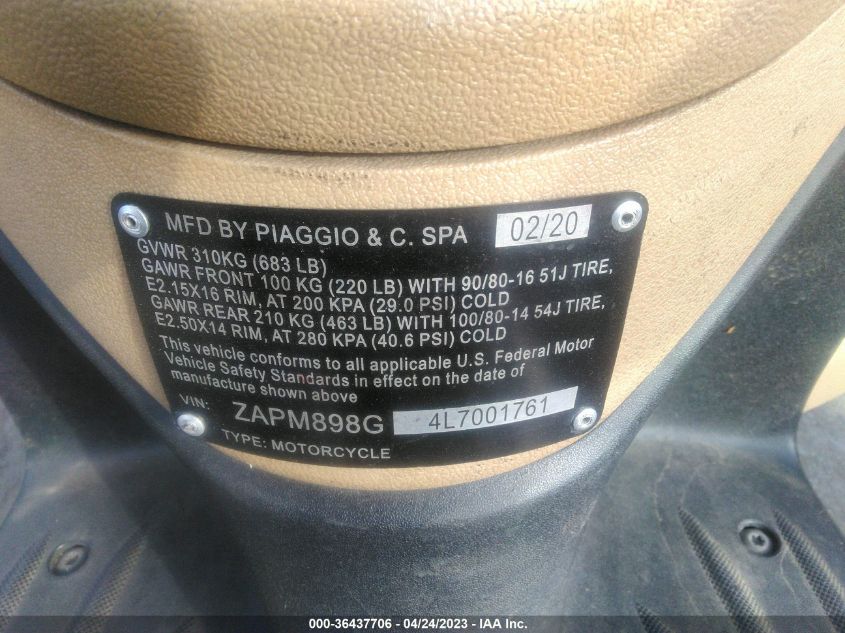 MFD BY PIAGGIO & C. SPA 02/20
GVWR 310KG (683 LB)
GAWR FRONT 100 KG (220 LB) WITH 90/80-16 51J TIRE,
E2.15X16 RIM, AT 200 KPA (29.0 PSI) COLD
GAWR REAR 210 KG (463 LB) WITH 100/80-14 54J TIRE,
E2.50X14 RIM, AT 280 KPA (40.6 PSI) COLD
This vehicle conforms to all applicable U.S. Federal Motor
Vehicle Safety Standards in effect on the date of
manufacture shown above
VIN: ZAPM898G 4L7001761
TYPE: MOTORCYCLE
000-36437706 - 04/24/2023 - IAA Inc.